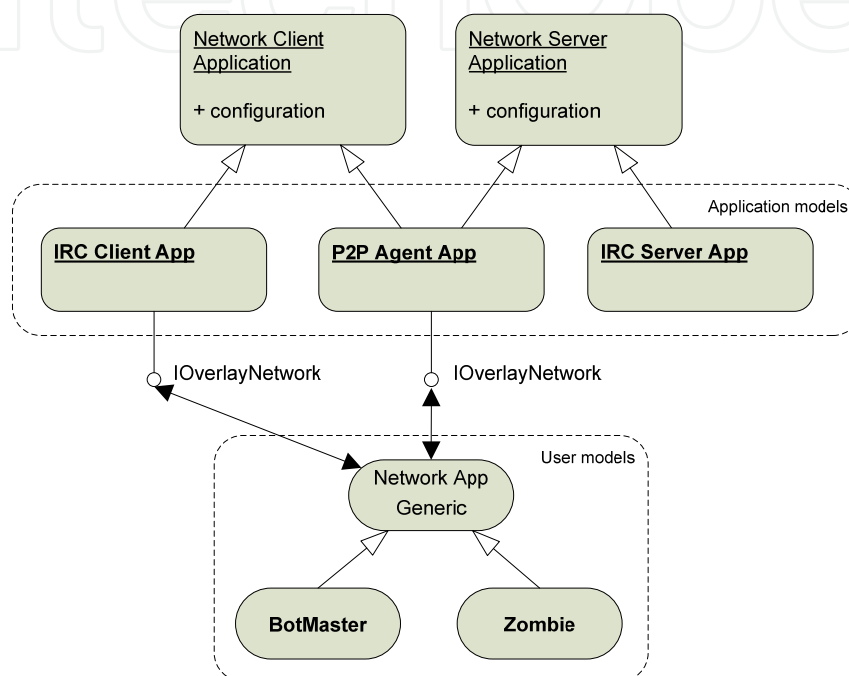 Network Client
Application
+ configuration
Network Server
Application
+ configuration
Application models
IRC Client App
P2P Agent App
IRC Server App
IOverlayNetwork
IOverlayNetwork
User models
Network App
Generic
BotMaster
Zombie